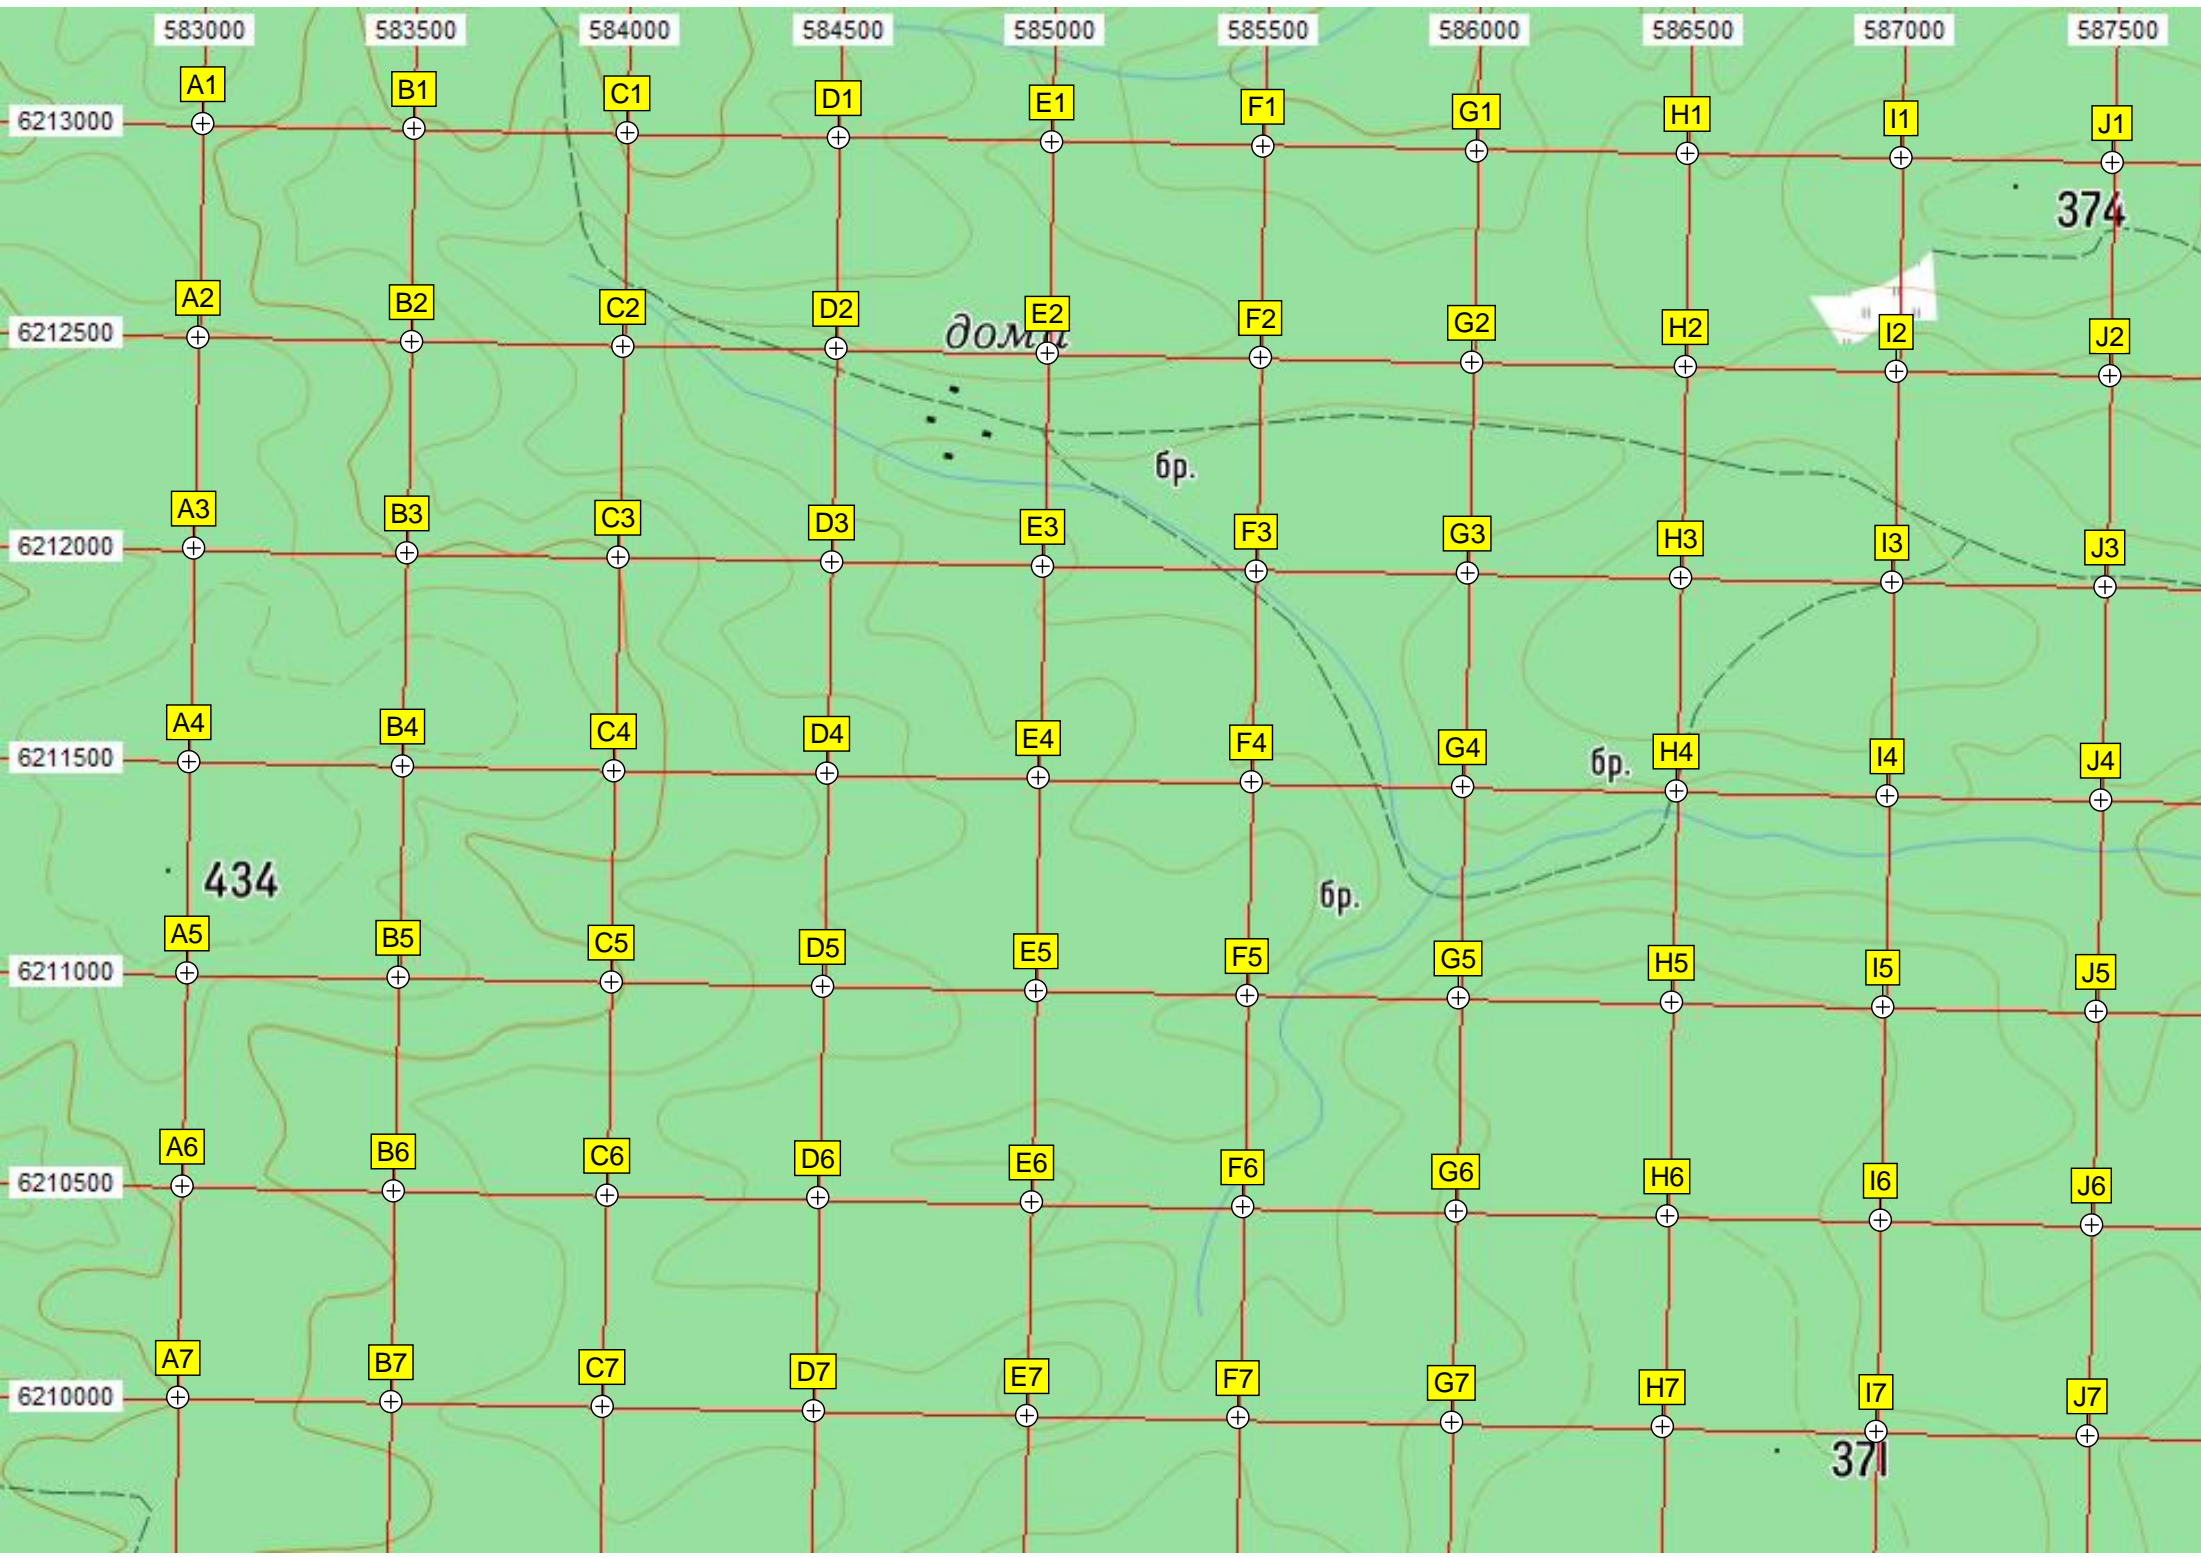 583000 583500 584000 584500 585000 585500 586000 586500 587000 587500
A1 B1 C1 D1 E1 F1 G1 H1 I1 J1
6213000
374
A2 B2 C2 D2 E2 F2 G2 H2 I2 J2
6212500
дома
бр.
A3 B3 C3 D3 E3 F3 G3 H3 I3 J3
6212000
A4 B4 C4 D4 E4 F4 G4 H4 I4 J4
6211500
бр.
434
бр.
A5 B5 C5 D5 E5 F5 G5 H5 I5 J5
6211000
A6 B6 C6 D6 E6 F6 G6 H6 I6 J6
6210500
A7 B7 C7 D7 E7 F7 G7 H7 I7 J7
6210000
371